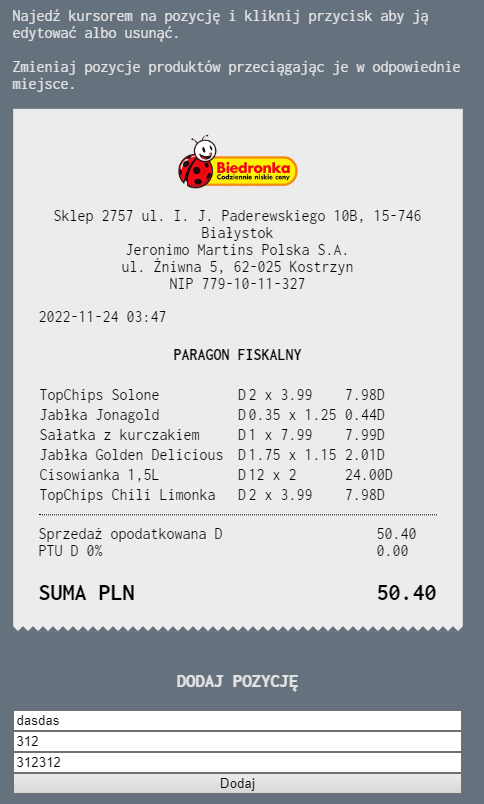 Najedź kursorem na pozycję i kliknij przycisk aby ją
edytować albo usunąć.
Zmieniaj pozycje produktów przeciągając je w odpowiednie
miejsce.
Biedronka
Codziennie niskie ceny
Sklep 2757 ul. I. J. Paderewskiego 10B, 15-746
Białystok
Jeronimo Martins Polska S.A.
ul. Żniwna 5, 62-025 Kostrzyn
NIP 779-10-11-327
2022-11-24 03:47
PARAGON FISKALNY
TopChips Solone D 2 x 3.99 7.98D
Jabłka Jonagold D 0.35 x 1.25 0.44D
Sałatka z kurczakiem D 1 x 7.99 7.99D
Jabłka Golden Delicious D 1.75 x 1.15 2.01D
Cisowianka 1,5L D 12 x 2 24.00D
TopChips Chili Limonka D 2 x 3.99 7.98D
Sprzedaż opodatkowana D 50.40
PTU D 0% 0.00
SUMA PLN 50.40
DODAJ POZYCJĘ
dasdas
312
312312
Dodaj